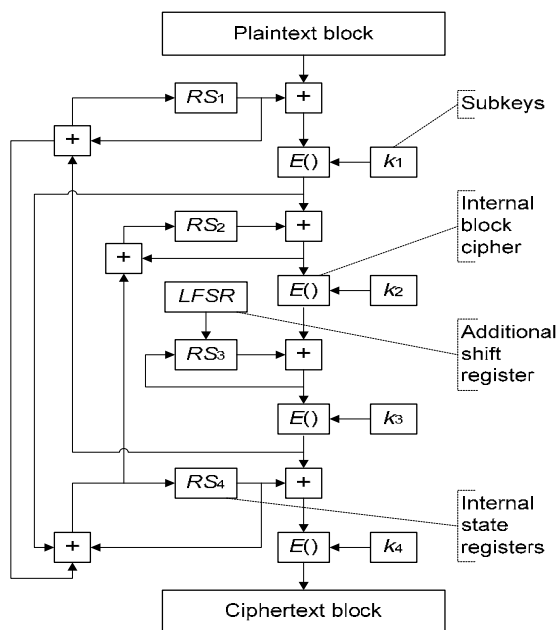 Plaintext block
RS1
+
Subkeys
+
E()
k1
Internal
block
cipher
RS2
+
+
E()
k2
LFSR
Additional
shift
register
RS3
+
E()
k3
RS4
+
Internal
state
registers
+
E()
k4
Ciphertext block